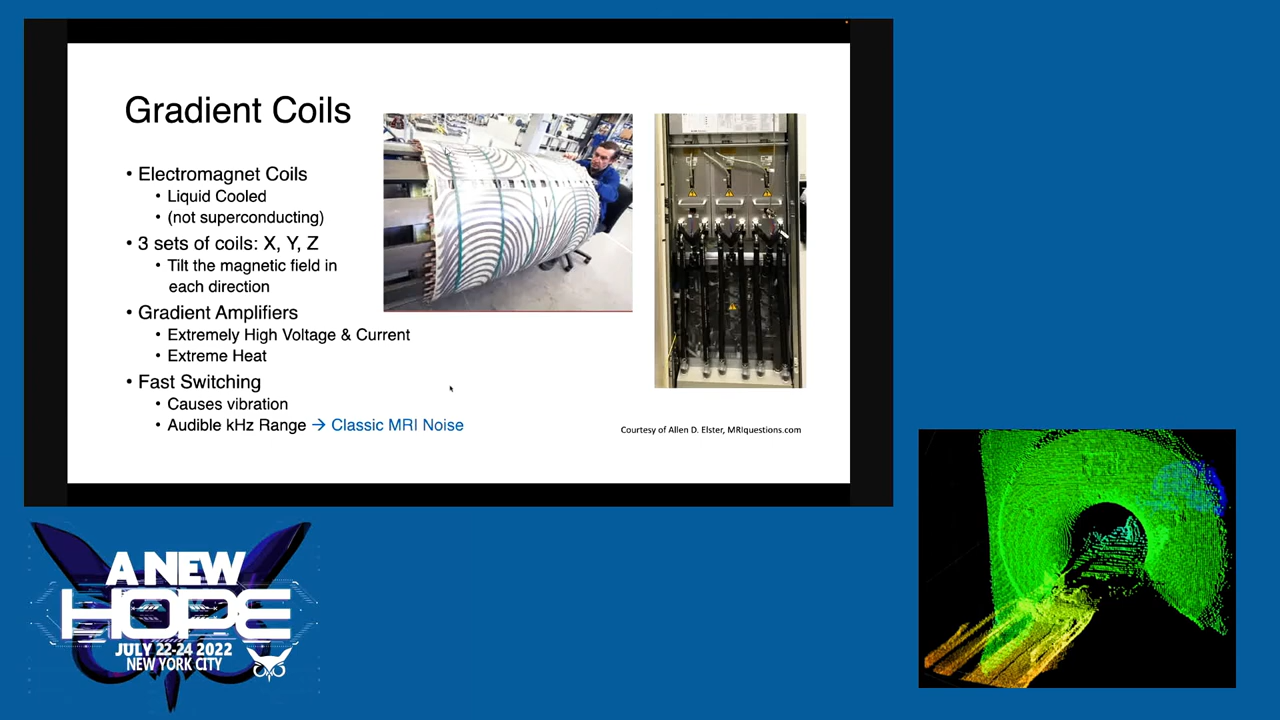 Gradient Coils
• Electromagnet Coils
• Liquid Cooled
• (not superconducting)
• 3 sets of coils: X, Y, Z
• Tilt the magnetic field in
each direction
• Gradient Amplifiers
• Extremely High Voltage & Current
• Extreme Heat
• Fast Switching
• Causes vibration
• Audible kHz Range → Classic MRI Noise
Courtesy of Allen D. Elster, MRIquestions.com
A NEW
HOPE
JULY 22-24 2022
NEW YORK CITY